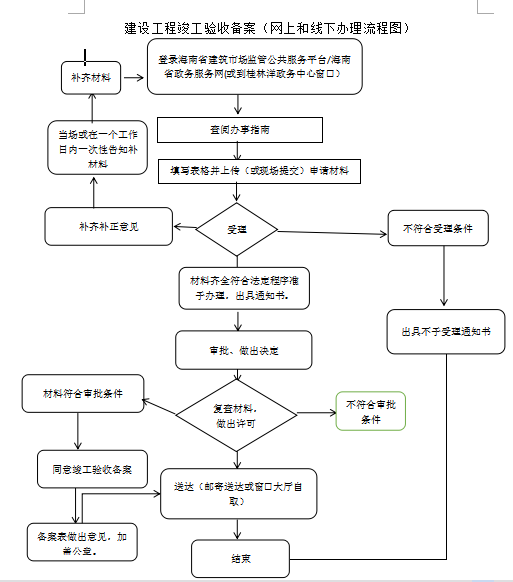 建设工程竣工验收备案（网上和线下办理流程图）
登录海南省建筑市场监管公共服务平台/海南
省政务服务网(或到桂林洋政务中心窗口）
补齐材料
查阅办事指南
当场或在一个工作
日内一次性告知补
材料
填写表格并上传（或现场提交）申请材料
补齐补正意见
受理
不符合受理条件
材料齐全符合法定程序准
予办理，出具通知书。
出具不予受理通知书
审批、做出决定
材料符合审批条件
复查材料，
做出许可
不符合审批
条件
同意竣工验收备案
送达（邮寄送达或窗口大厅自
取）
备案表做出意见，加
盖公章。
结束